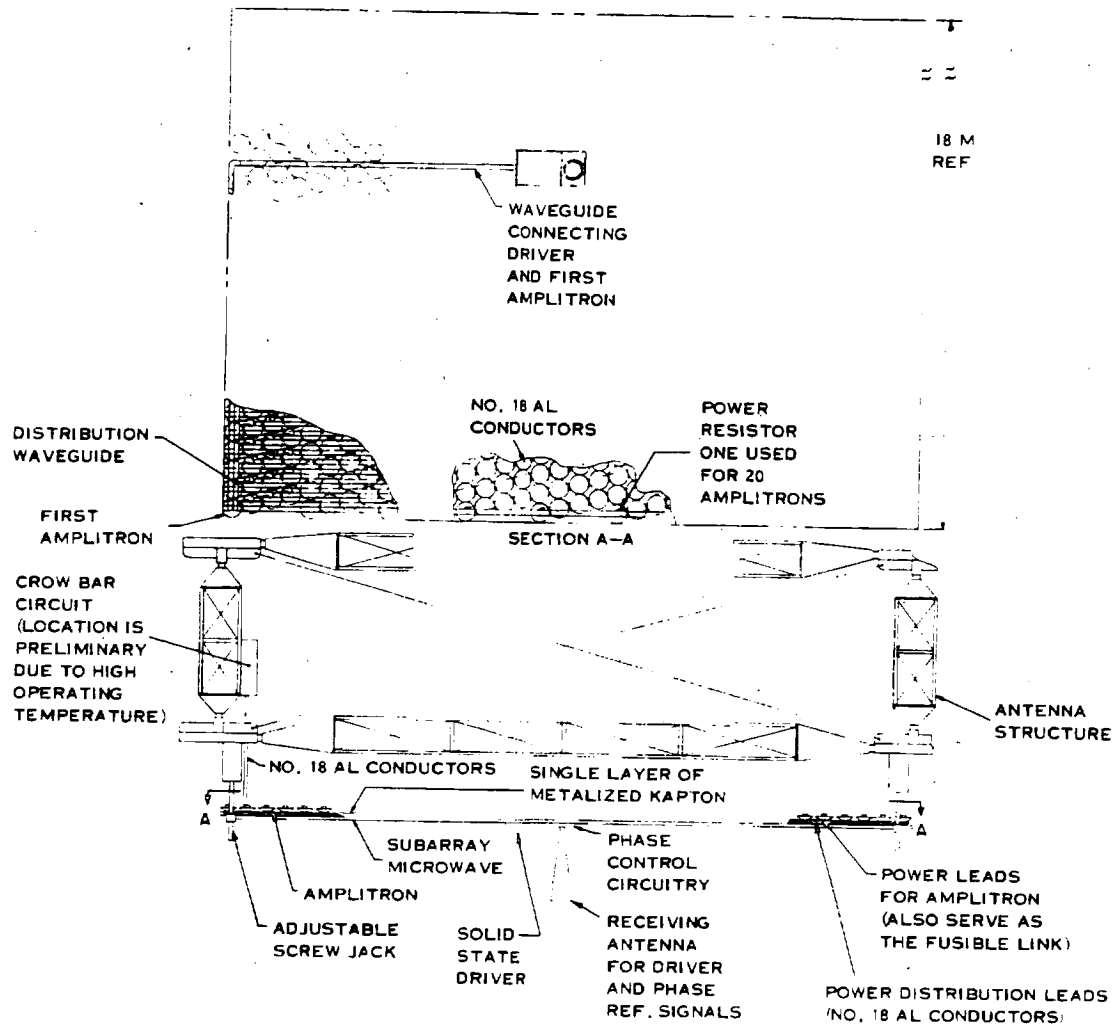 18 M
REF
WAVEGUIDE
CONNECTING
DRIVER
AND FIRST
AMPLITRON
NO. 18 AL
CONDUCTORS
POWER
RESISTOR
ONE USED
FOR 20
AMPLITRONS
DISTRIBUTION
WAVEGUIDE
FIRST
AMPLITRON
SECTION A-A
CROW BAR
CIRCUIT
(LOCATION IS
PRELIMINARY
DUE TO HIGH
OPERATING
TEMPERATURE)
ANTENNA
STRUCTURE
NO. 18 AL CONDUCTORS
SINGLE LAYER OF
METALIZED KAPTON
A
A
SUBARRAY
MICROWAVE
PHASE
CONTROL
CIRCUITRY
AMPLITRON
POWER LEADS
FOR AMPLITRON
(ALSO SERVE AS
THE FUSIBLE LINK)
ADJUSTABLE
SCREW JACK
SOLID
STATE
DRIVER
RECEIVING
ANTENNA
FOR DRIVER
AND PHASE
REF. SIGNALS
POWER DISTRIBUTION LEADS
(NO. 18 AL CONDUCTORS)